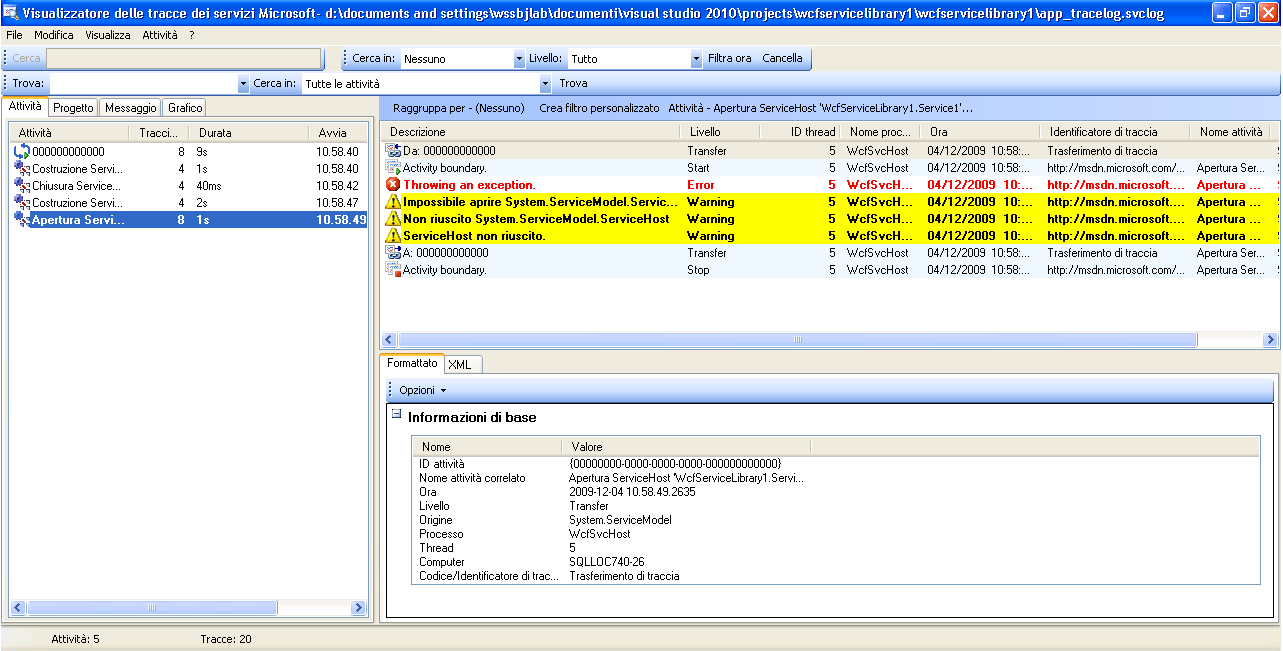 Visualizzatore delle tracce dei servizi Microsoft- d:\documents and settings\wssbjlab\documenti\visual studio 2010\projects\wcfservicelibrary1\wcfservicelibrary1\app_tracelog.svclog
File Modifica Visualizza Attività ?
Cerca Cerca in: Nessuno Livello: Tutto Filtra ora Cancella
Trova: Cerca in: Tutte le attività Trova
Attività Progetto Messaggio Grafico
Attività Tracci... Durata Avvia
000000000000 8 9s 10.58.40
Costruzione Servi... 4 1s 10.58.40
Chiusura Service... 4 40ms 10.58.42
Costruzione Servi... 4 2s 10.58.47
Apertura Servi... 8 1s 10.58.49
Raggruppa per - (Nessuno) Crea filtro personalizzato Attività - Apertura ServiceHost 'WcfServiceLibrary1.Service1'...
Descrizione Livello ID thread Nome proc... Ora Identificatore di traccia Nome attività
Da: 000000000000 Transfer 5 WcfSvcHost 04/12/2009 10:58:... Trasferimento di traccia
Activity boundary. Start 5 WcfSvcHost 04/12/2009 10:58:... http://msdn.microsoft.com/... Apertura Ser...
Throwing an exception. Error 5 WcfSvcH... 04/12/2009 10:... http://msdn.microsoft.... Apertura ...
Impossibile aprire System.ServiceModel.Servic... Warning 5 WcfSvcH... 04/12/2009 10:... http://msdn.microsoft.... Apertura ...
Non riuscito System.ServiceModel.ServiceHost Warning 5 WcfSvcH... 04/12/2009 10:... http://msdn.microsoft.... Apertura ...
ServiceHost non riuscito. Warning 5 WcfSvcH... 04/12/2009 10:... http://msdn.microsoft.... Apertura ...
A: 000000000000 Transfer 5 WcfSvcHost 04/12/2009 10:58:... Trasferimento di traccia Apertura Ser...
Activity boundary. Stop 5 WcfSvcHost 04/12/2009 10:58:... http://msdn.microsoft.com/... Apertura Ser...
Formattato XML
Opzioni
Informazioni di base
Nome Valore
ID attività {00000000-0000-0000-0000-000000000000}
Nome attività correlato Apertura ServiceHost 'WcfServiceLibrary1.Servi...
Ora 2009-12-04 10.58.49.2635
Livello Transfer
Origine System.ServiceModel
Processo WcfSvcHost
Thread 5
Computer SQLLOC740-26
Codice/Identificatore di trac... Trasferimento di traccia
Attività: 5 Tracce: 20